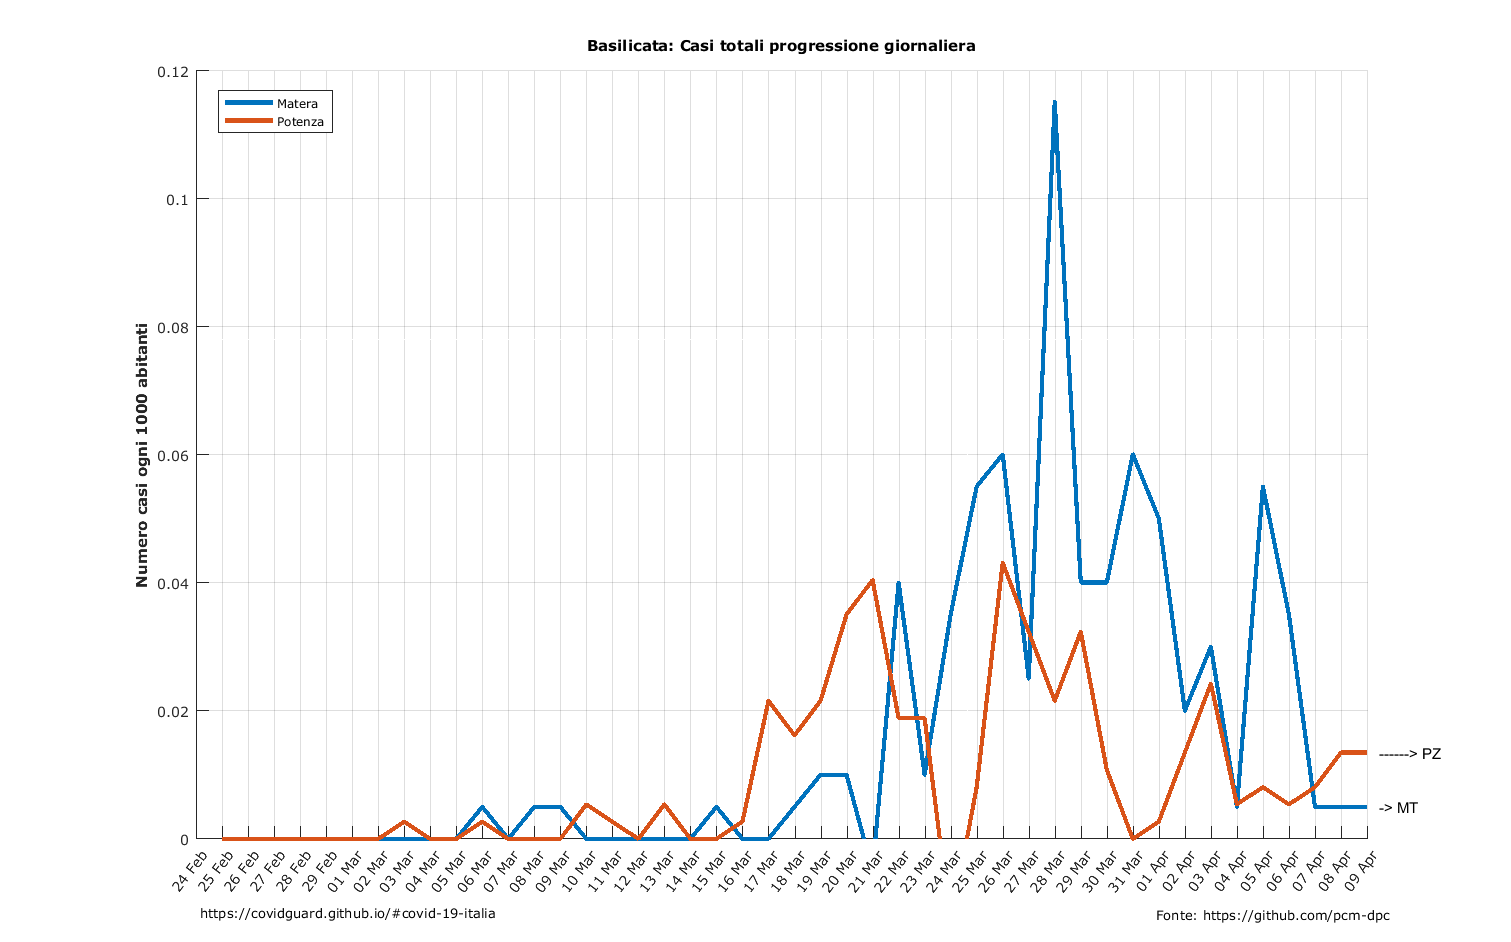 Basilicata: Casi totali progressione giornaliera
Matera
Potenza
0.12
0.1
0.08
0.06
0.04
0.02
0
Numero casi ogni 1000 abitanti
24 Feb
25 Feb
26 Feb
27 Feb
28 Feb
29 Feb
01 Mar
02 Mar
03 Mar
04 Mar
05 Mar
06 Mar
07 Mar
08 Mar
09 Mar
10 Mar
11 Mar
12 Mar
13 Mar
14 Mar
15 Mar
16 Mar
17 Mar
18 Mar
19 Mar
20 Mar
21 Mar
22 Mar
23 Mar
24 Mar
25 Mar
26 Mar
27 Mar
28 Mar
29 Mar
30 Mar
31 Mar
01 Apr
02 Apr
03 Apr
04 Apr
05 Apr
06 Apr
07 Apr
08 Apr
09 Apr
------> PZ
-> MT
https://covidguard.github.io/#covid-19-italia
Fonte: https://github.com/pcm-dpc